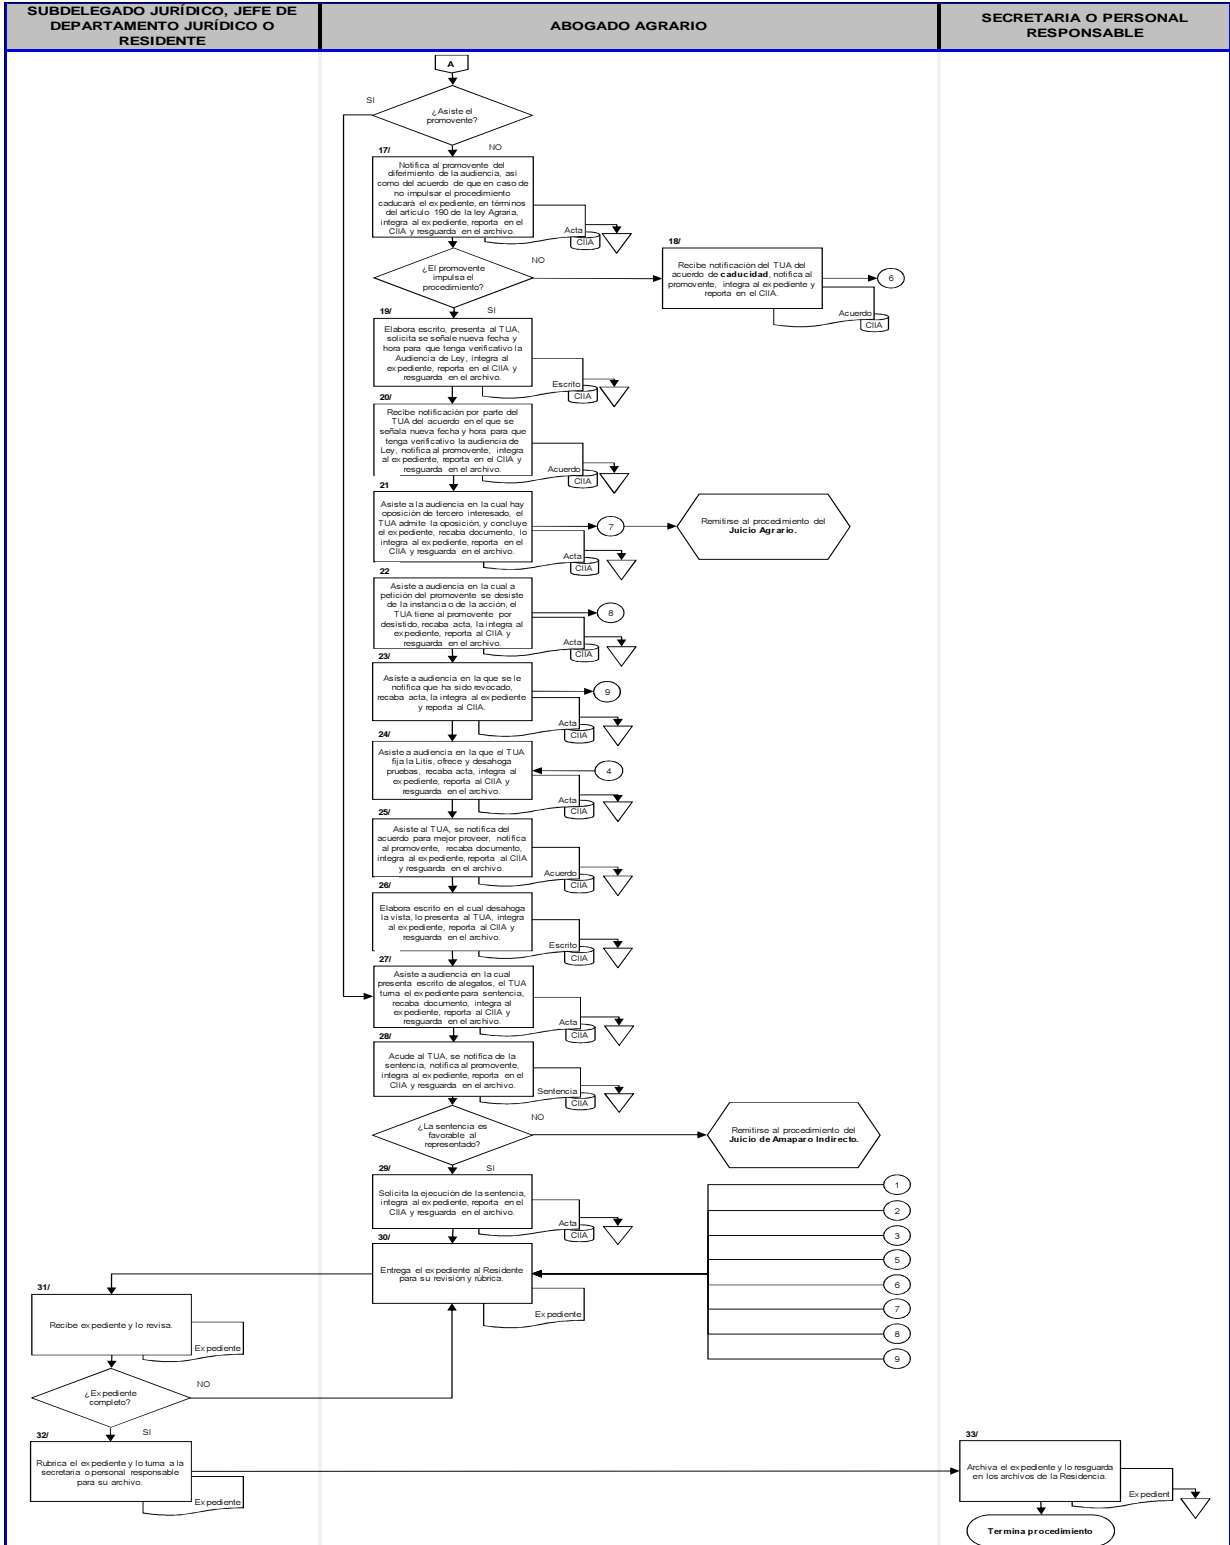 SUBDELEGADO JURÍDICO, JEFE DE
DEPARTAMENTO JURÍDICO O
RESIDENTE
ABOGADO AGRARIO
SECRETARIA O PERSONAL
RESPONSABLE
A
SI
¿Asiste el
promovente?
NO
17/
Notifica al promovente del
diferimiento de la audiencia, asi
como del acuerdo de que en caso de
no impulsar el procedimiento
caducará el expediente, en términos
del artículo 190 de la ley Agraria,
integra al expediente, reporta en el
CIIA y resguarda en el archivo.
Acta
CIIA
¿El promovente
impulsa el
procedimiento?
NO
18/
Recibe notificación del TUA del
acuerdo de caducidad, notifica al
promovente, integra al expediente y
reporta en el CIIA.
6
Acuerdo
CIIA
SI
19/
Elabora escrito, presenta al TUA,
solicita se señale nueva fecha y
hora para que tenga verificativo la
Audiencia de Ley, integra al
expediente, reporta en el CIIA y
resguarda en el archivo.
Escrito
CIIA
20/
Recibe notificación por parte del
TUA del acuerdo en el que se
señala nueva fecha y hora para que
tenga verificativo la audiencia de
Ley, notifica al promovente, integra
al expediente, reporta en el CIIA y
resguarda en el archivo.
Acuerdo
CIIA
21
Asiste a la audiencia en la cual hay
oposición de tercero interesado, el
TUA admite la oposición, y concluye
el expediente, recaba documento, lo
integra al expediente, reporta en el
CIIA y resguarda en el archivo.
7
Remitirse al procedimiento del
Juicio Agrario.
Acta
CIIA
22
Asiste a audiencia en la cual a
petición del promovente se desiste
de la instancia o de la acción, el
TUA tiene al promovente por
desistido, recaba acta, la integra al
expediente, reporta al CIIA y
resguarda en el archivo.
8
Acta
CIIA
23/
Asiste a audiencia en la que se le
notifica que ha sido revocado,
recaba acta, la integra al expediente
y reporta al CIIA.
9
Acta
CIIA
24/
Asiste a audiencia en la que el TUA
fija la Litis, ofrece y desahoga
pruebas, recaba acta, integra al
expediente, reporta al CIIA y
resguarda en el archivo.
4
Acta
CIIA
25/
Asiste al TUA, se notifica del
acuerdo para mejor proveer, notifica
al promovente, recaba documento,
integra al expediente, reporta al CIIA
y resguarda en el archivo.
Acuerdo
CIIA
26/
Elabora escrito en el cual desahoga
la vista, lo presenta al TUA, integra
al expediente, reporta al CIIA y
resguarda en el archivo.
Escrito
CIIA
27/
Asiste a audiencia en la cual
presenta escrito de alegatos, el TUA
turna el expediente para sentencia,
recaba documento, integra al
expediente, reporta al CIIA y
resguarda en el archivo.
Acta
CIIA
28/
Acude al TUA, se notifica de la
sentencia, notifica al promovente,
integra al expediente, reporta en el
CIIA y resguarda en el archivo.
Sentencia
CIIA
¿La sentencia es
favorable al
representado?
NO
Remitirse al procedimiento del
Juicio de Amaparo Indirecto.
SI
29/
Solicita la ejecución de la sentencia,
integra al expediente, reporta en el
CIIA y resguarda en el archivo.
Acta
CIIA
1
2
3
5
6
7
8
9
30/
Entrega el expediente al Residente
para su revisión y rúbrica.
Expediente
31/
Recibe expediente y lo revisa.
Expediente
¿Expediente
completo?
NO
SI
32/
Rubrica el expediente y lo turna a la
secretaria o personal responsable
para su archivo.
Expediente
33/
Archiva el expediente y lo resguarda
en los archivos de la Residencia.
Expedient
Termina procedimiento